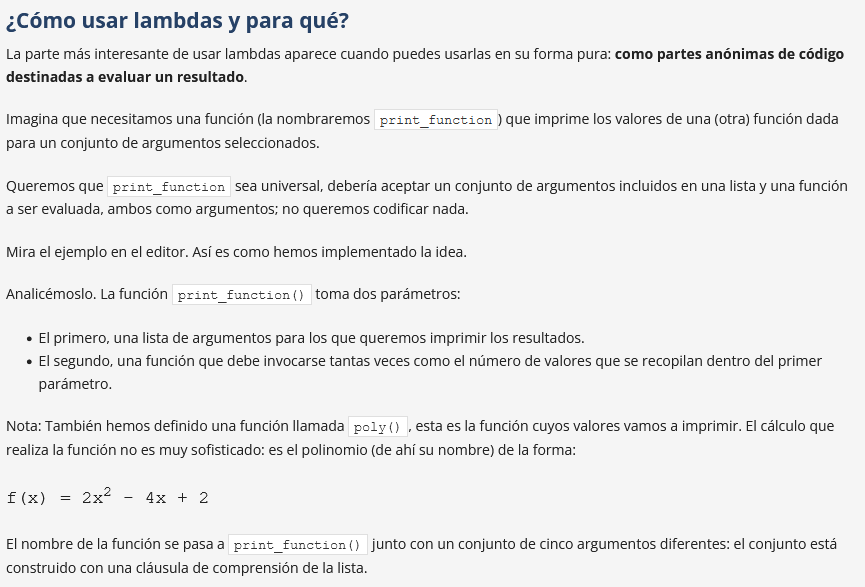 ¿Cómo usar lambdas y para qué?
La parte más interesante de usar lambdas aparece cuando puedes usarlas en su forma pura: como partes anónimas de código
destinadas a evaluar un resultado.
Imagina que necesitamos una función (la nombraremos print_function) que imprime los valores de una (otra) función dada
para un conjunto de argumentos seleccionados.
Queremos que print_function sea universal, debería aceptar un conjunto de argumentos incluidos en una lista y una función
a ser evaluada, ambos como argumentos; no queremos codificar nada.
Mira el ejemplo en el editor. Así es como hemos implementado la idea.
Analicémoslo. La función print_function() toma dos parámetros:
• El primero, una lista de argumentos para los que queremos imprimir los resultados.
• El segundo, una función que debe invocarse tantas veces como el número de valores que se recopilan dentro del primer
parámetro.
Nota: También hemos definido una función llamada poly(), esta es la función cuyos valores vamos a imprimir. El cálculo que
realiza la función no es muy sofisticado: es el polinomio (de ahí su nombre) de la forma:
f(x) = 2x² - 4x + 2
El nombre de la función se pasa a print_function() junto con un conjunto de cinco argumentos diferentes: el conjunto está
construido con una cláusula de comprensión de la lista.